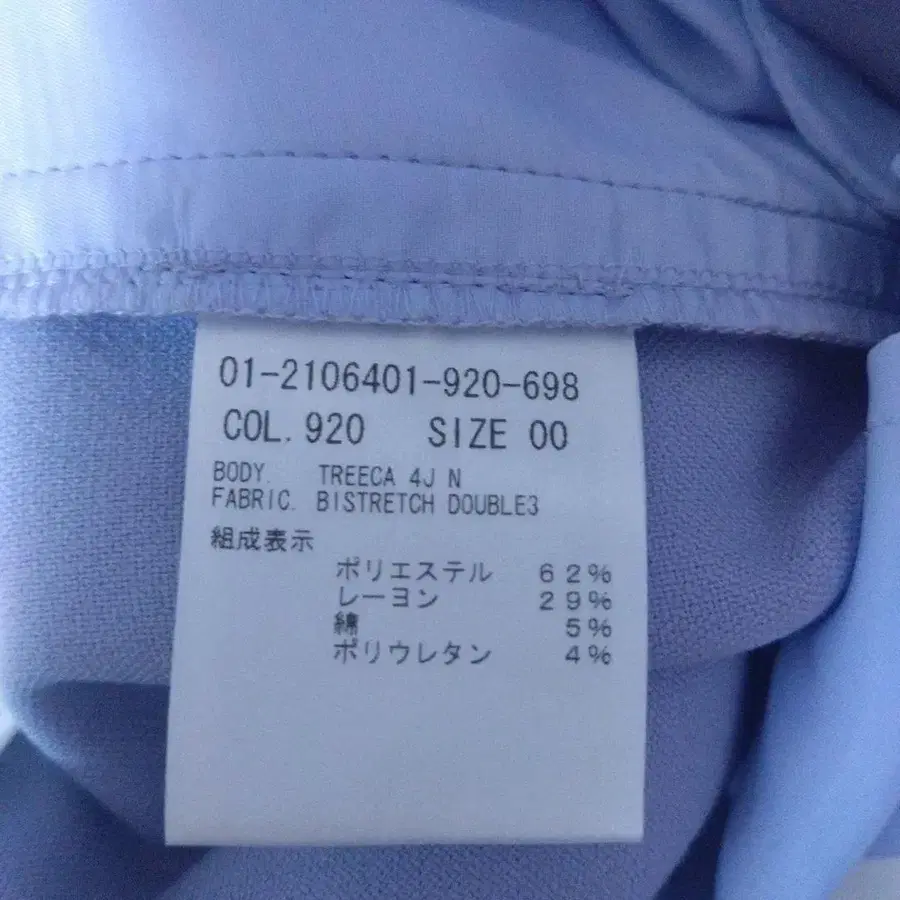 01-2106401-920-698
COL. 920 SIZE 00
BODY. TREECA 4J N
FABRIC. BISTRETCH DOUBLE3
組成表示
ポリエステル 62%
レーヨン 29%
綿 5%
ポリウレタン 4%